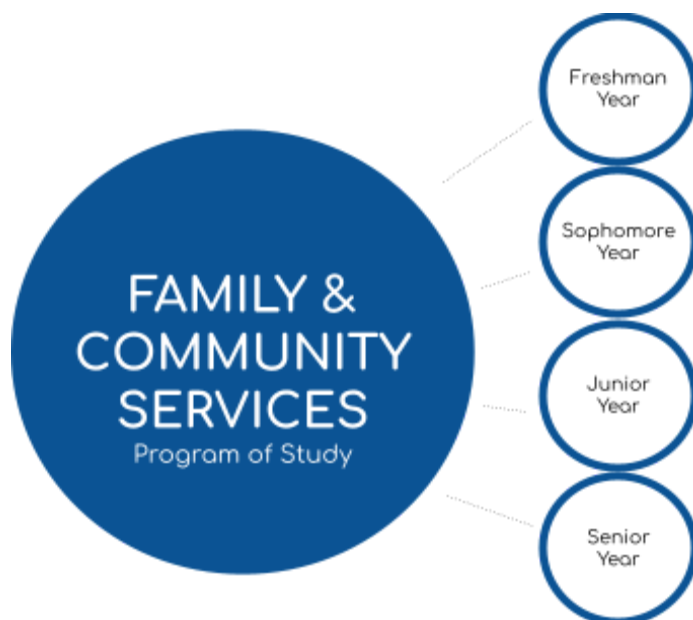 FAMILY &
COMMUNITY
SERVICES
Program of Study
Freshman
Year
Sophomore
Year
Junior
Year
Senior
Year